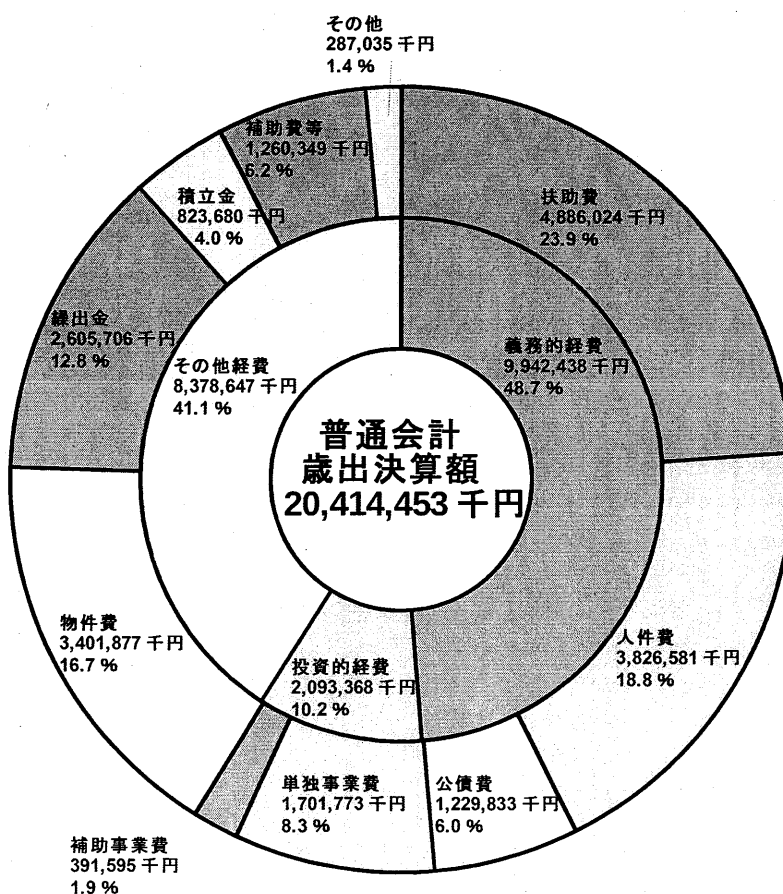 その他
287,035 千円
1.4 %
補助費等
1,260,349 千円
6.2 %
積立金
823,680 千円
4.0 %
扶助費
4,886,024 千円
23.9 %
繰出金
2,605,706 千円
12.8 %
その他経費
8,378,647 千円
41.1 %
義務的経費
9,942,438 千円
48.7 %
普通会計
歳出決算額
20,414,453 千円
物件費
3,401,877 千円
16.7 %
人件費
3,826,581 千円
18.8 %
投資的経費
2,093,368 千円
10.2 %
単独事業費
1,701,773 千円
8.3 %
公債費
1,229,833 千円
6.0 %
補助事業費
391,595 千円
1.9 %